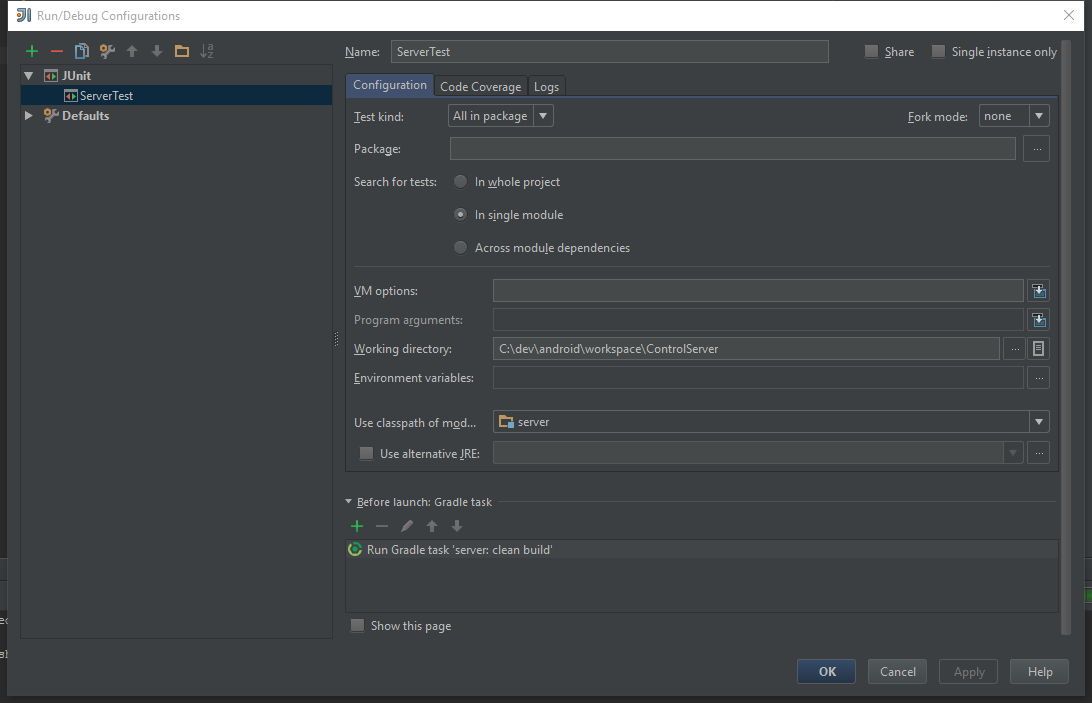 Run/Debug Configurations
Name: ServerTest Share Single instance only
JUnit
ServerTest
Defaults
Configuration Code Coverage Logs
Test kind: All in package Fork mode: none
Package: ...
Search for tests: In whole project
In single module
Across module dependencies
VM options:
Program arguments:
Working directory: C:\dev\android\workspace\ControlServer ...
Environment variables: ...
Use classpath of mod... server
Use alternative JRE: ...
Before launch: Gradle task
Run Gradle task 'server: clean build'
Show this page
OK Cancel Apply Help